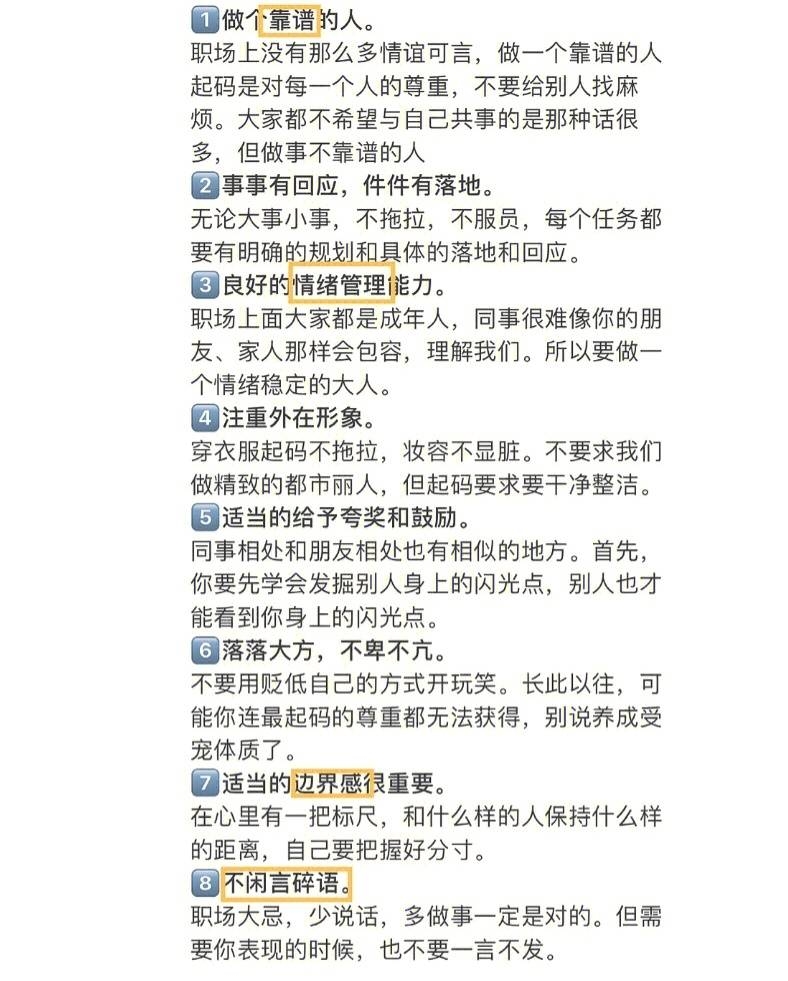 1️⃣做个靠谱的人。
职场上没有那么多情谊可言，做一个靠谱的人
起码是对每一个人的尊重，不要给别人找麻
烦。大家都不希望与自己共事的是那种话很
多，但做事不靠谱的人
2️⃣事事有回应，件件有落地。
无论大事小事，不拖拉，不服员，每个任务都
要有明确的规划和具体的落地和回应。
3️⃣良好的情绪管理能力。
职场上面大家都是成年人，同事很难像你的朋
友、家人那样会包容，理解我们。所以要做一
个情绪稳定的大人。
4️⃣注重外在形象。
穿衣服起码不拖拉，妆容不显脏。不要求我们
做精致的都市丽人，但起码要求要干净整洁。
5️⃣适当的给予夸奖和鼓励。
同事相处和朋友相处也有相似的地方。首先，
你要先学会发掘别人身上的闪光点，别人也才
能看到你身上的闪光点。
6️⃣落落大方，不卑不亢。
不要用贬低自己的方式开玩笑。长此以往，可
能你连最起码的尊重都无法获得，别说养成受
宠体质了。
7️⃣适当的边界感很重要。
在心里有一把标尺，和什么样的人保持什么样
的距离，自己要把握好分寸。
8️⃣不闲言碎语。
职场大忌，少说话，多做事一定是对的。但需
要你表现的时候，也不要一言不发。